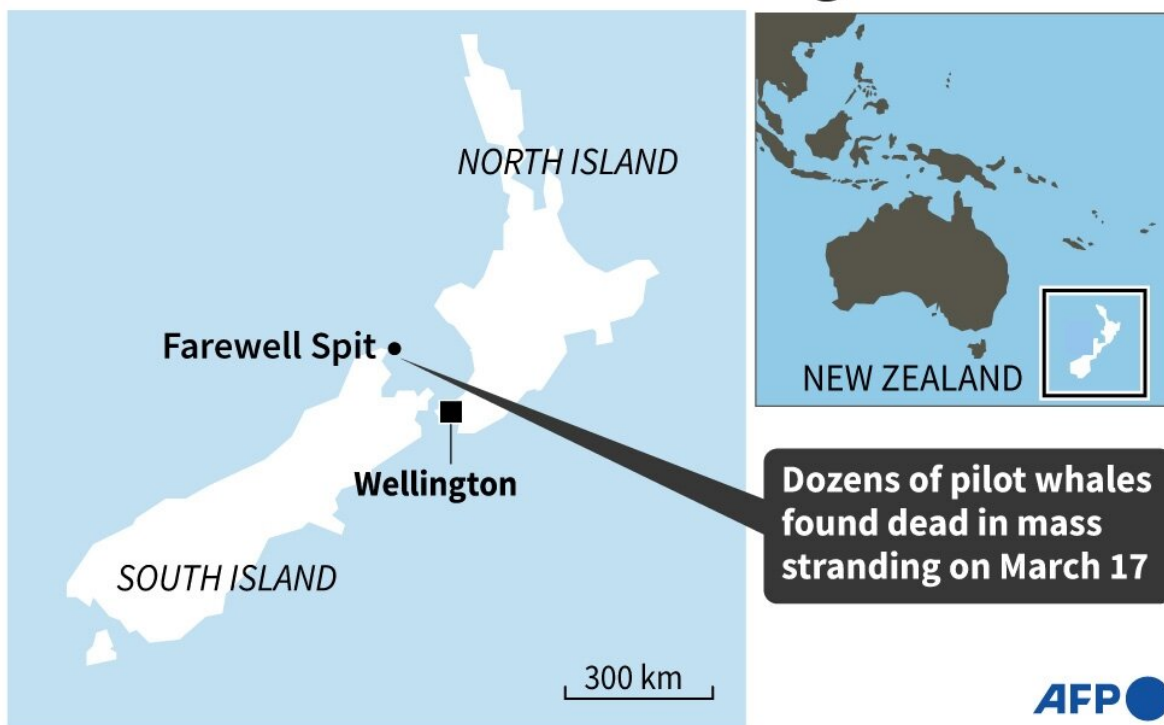 NORTH ISLAND
Farewell Spit
Wellington
SOUTH ISLAND
300 km
NEW ZEALAND
Dozens of pilot whales
found dead in mass
stranding on March 17
AFP